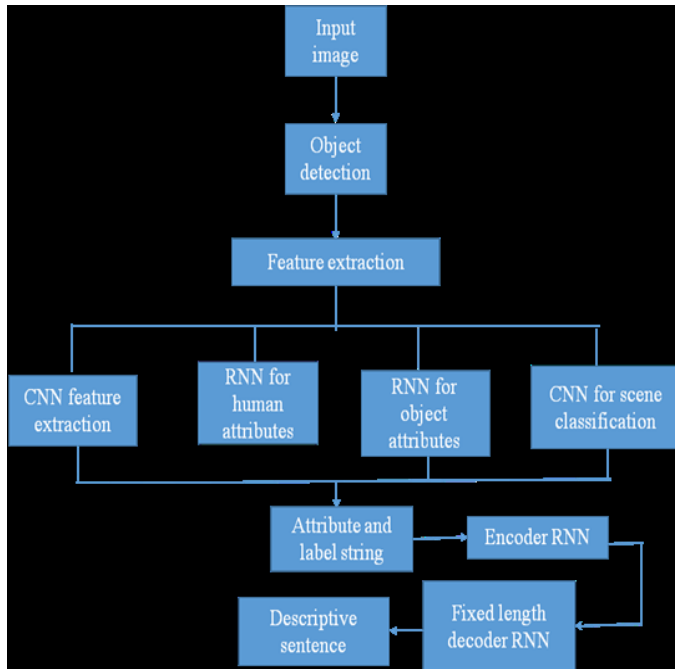 Input
image
Object
detection
Feature extraction
CNN feature
extraction
RNN for
human
attributes
RNN for
object
attributes
CNN for scene
classification
Attribute and
label string
Encoder RNN
Fixed length
decoder RNN
Descriptive
sentence